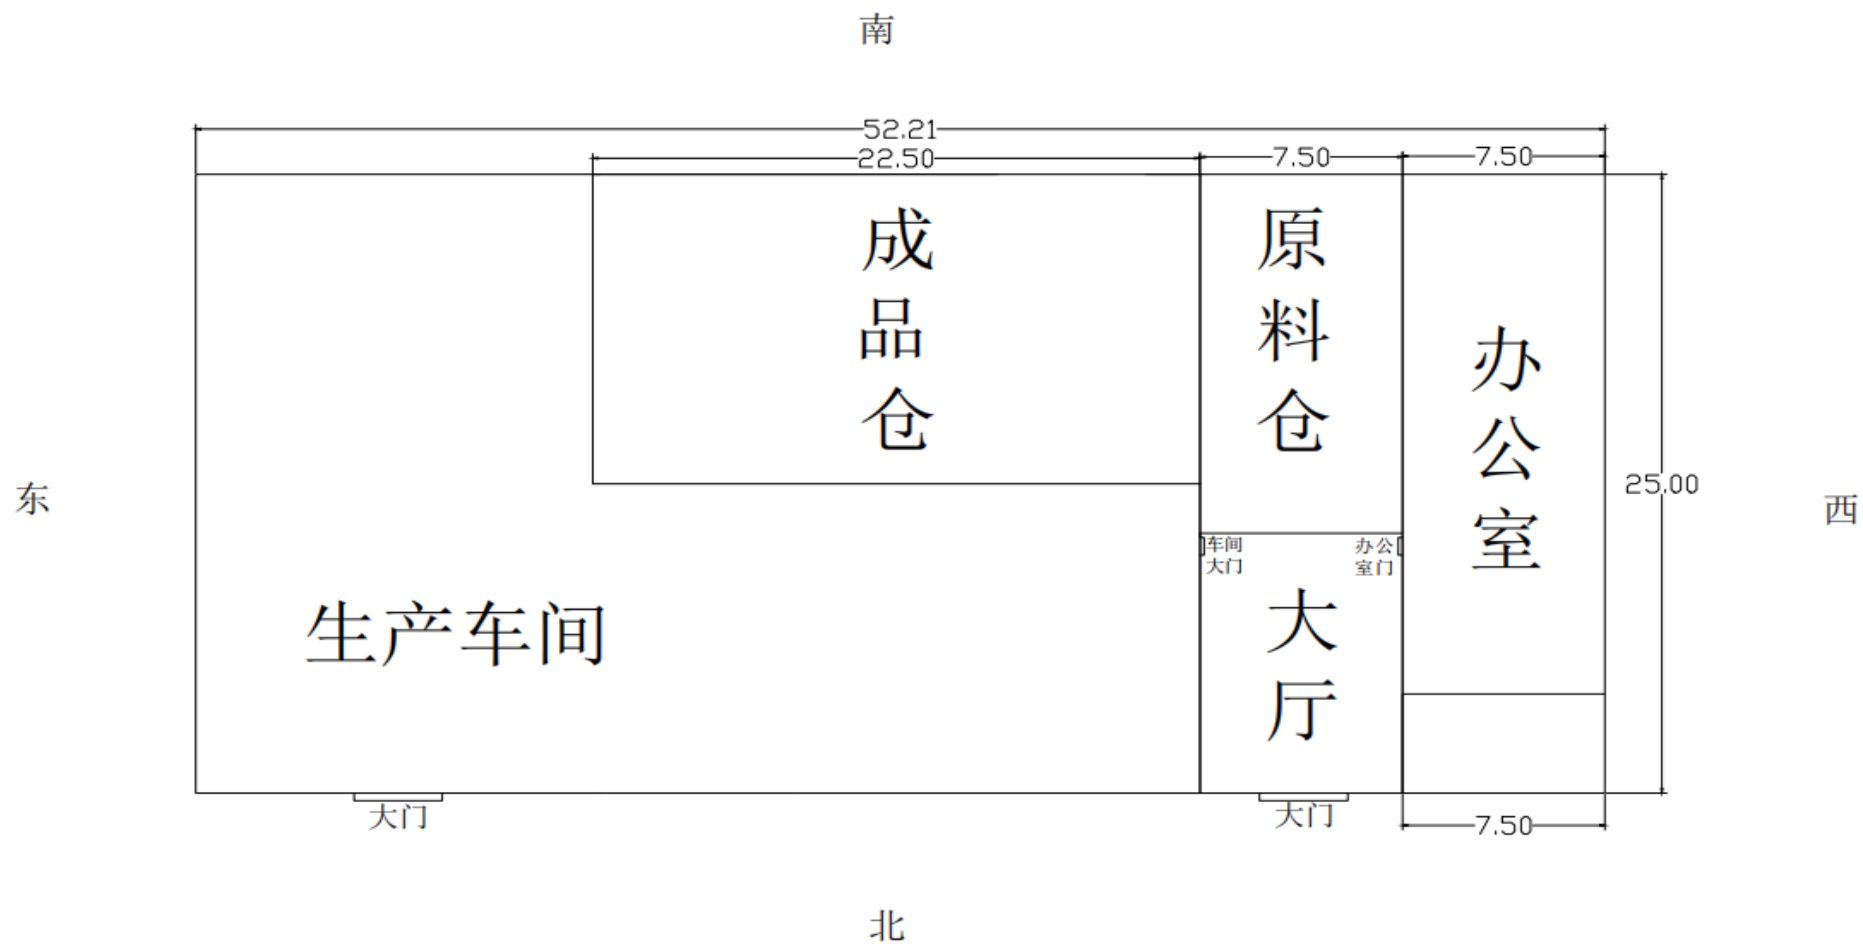 南
52.21
22.50
7.50
7.50
成品仓
原料仓
办公室
东
25.00
西
车间
大门
办公
室门
生产车间
大厅
大门
大门
7.50
北